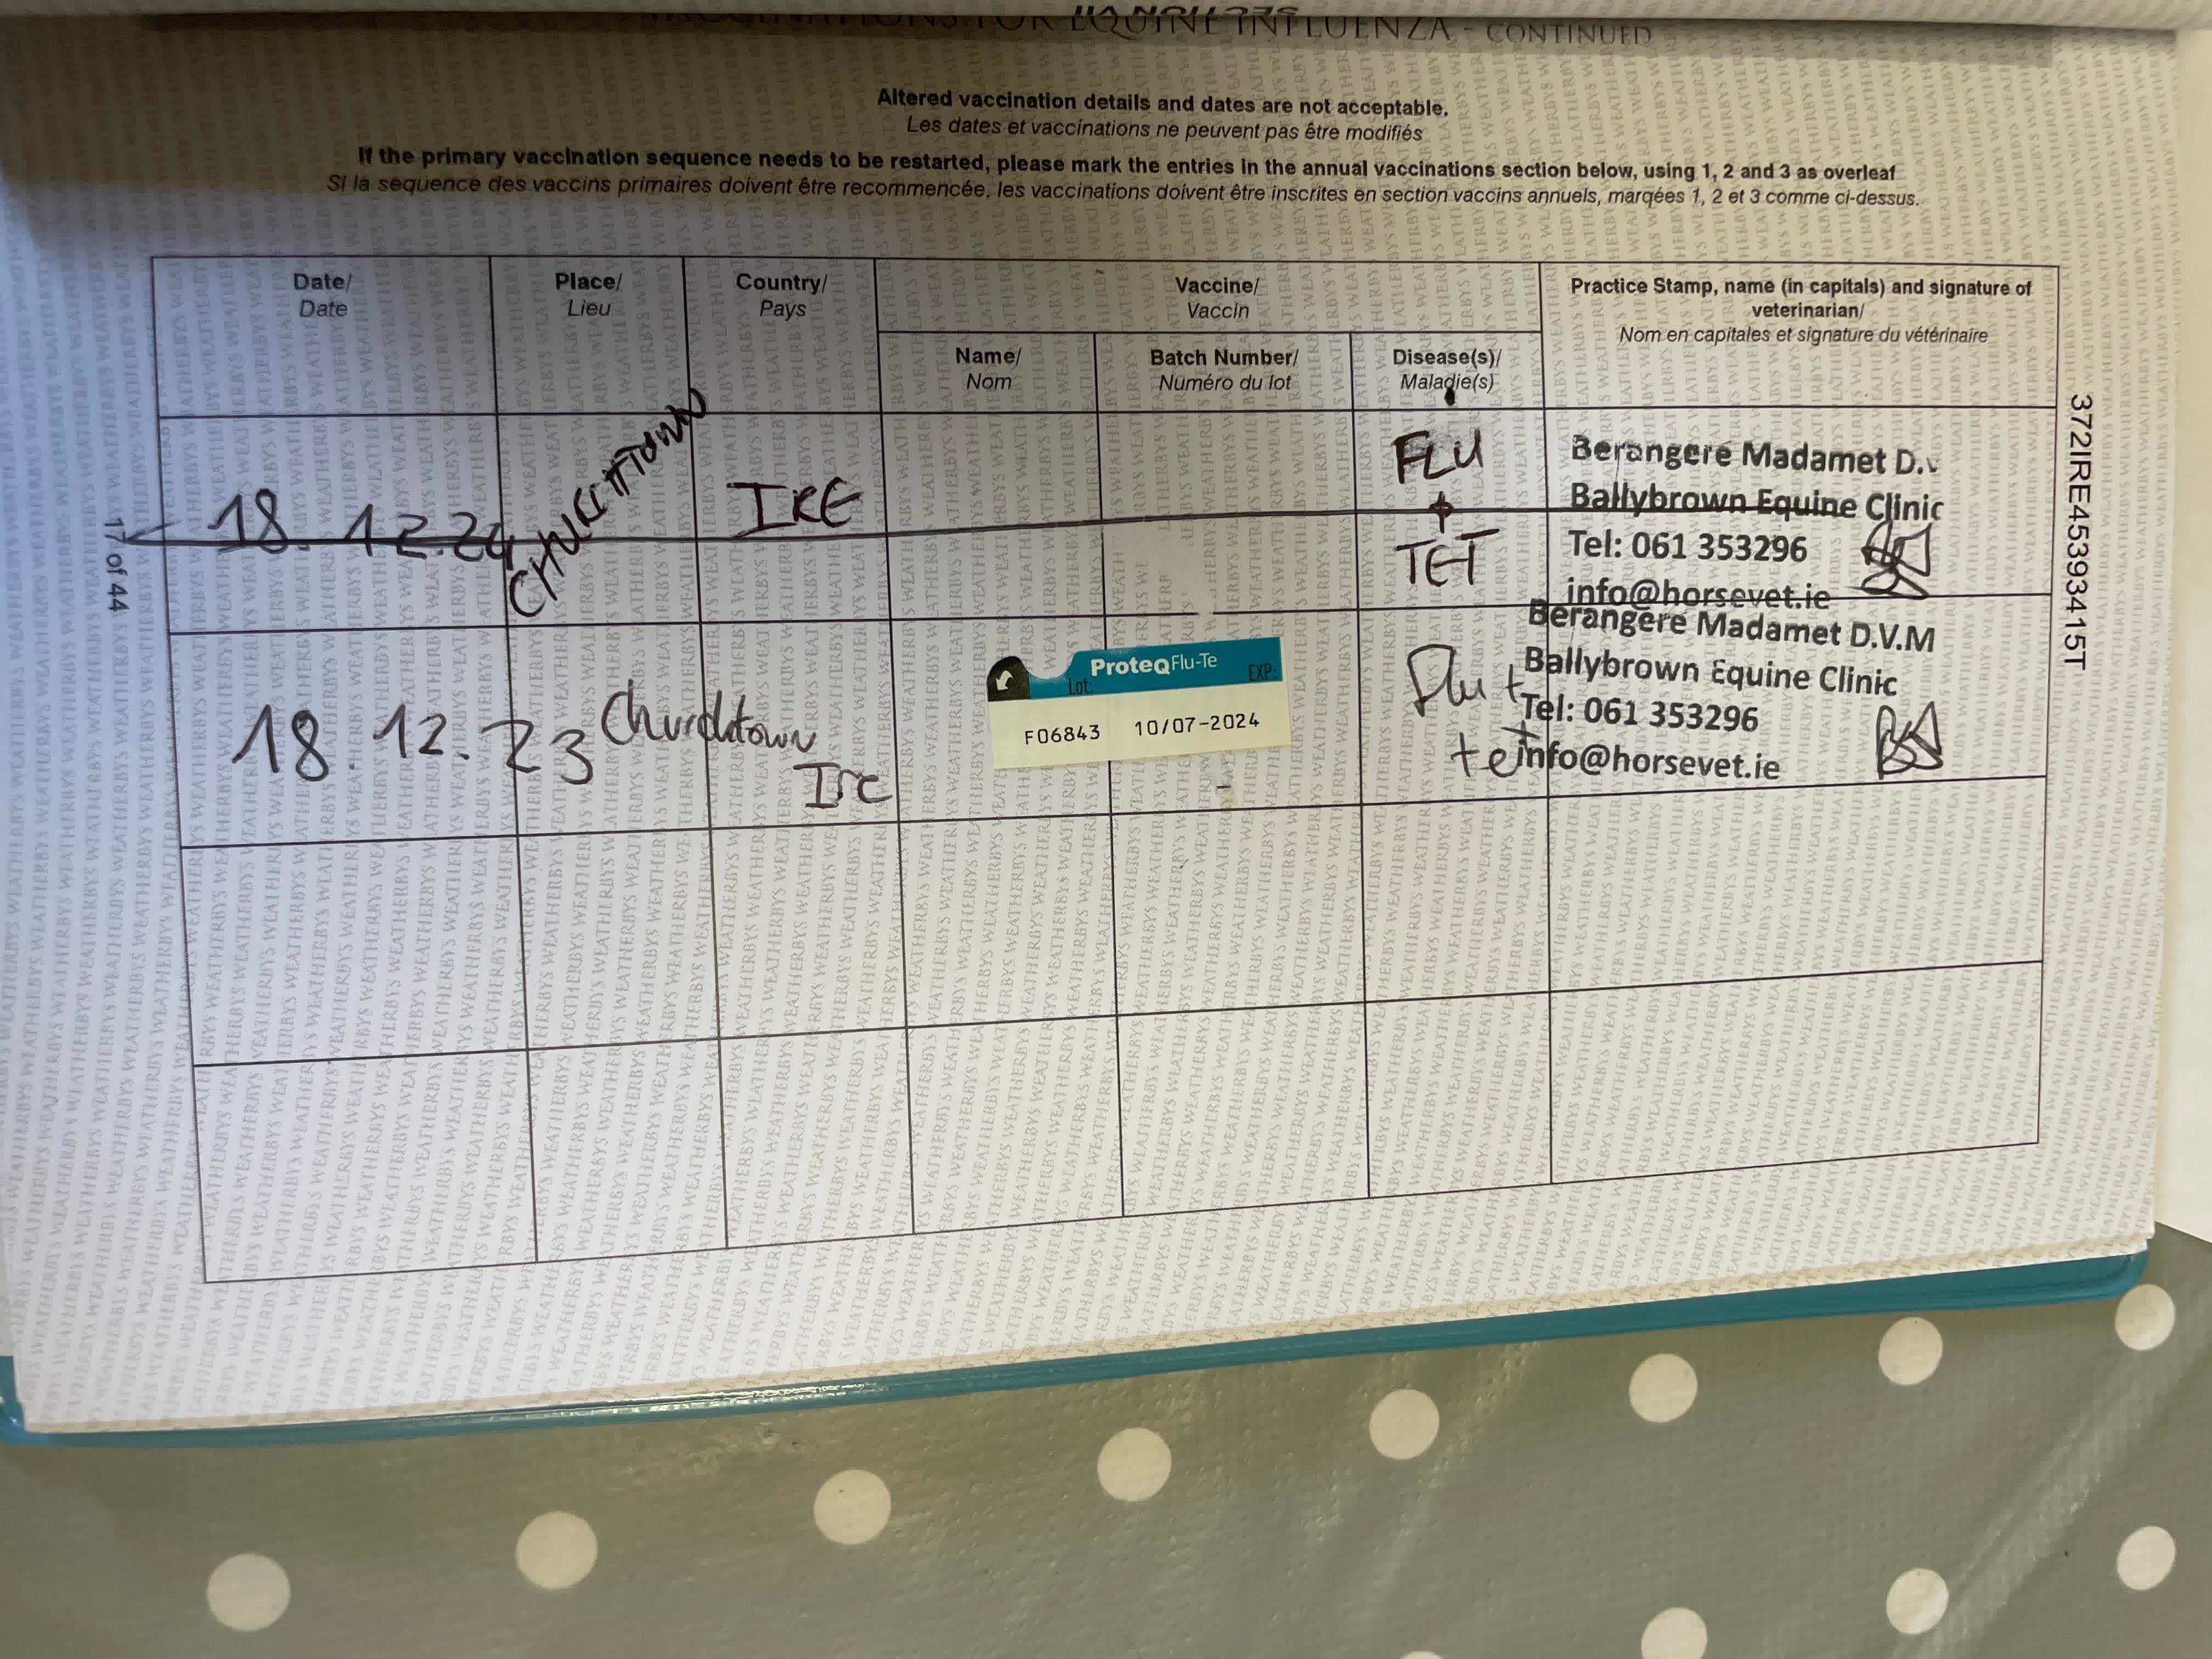 VACCINATIONS FOR EQUINE INFLUENZA - CONTINUED
Altered vaccination details and dates are not acceptable.
Les dates et vaccinations ne peuvent pas être modifiés
If the primary vaccination sequence needs to be restarted, please mark the entries in the annual vaccinations section below, using 1, 2 and 3 as overleaf
Si la séquence des vaccins primaires doivent être recommencée, les vaccinations doivent être inscrites en section vaccins annuels, marqées 1, 2 et 3 comme ci-dessus.
Date/
Date
Place/
Lieu
Country/
Pays
Vaccine/
Vaccin
Name/
Nom
Batch Number/
Numéro du lot
Disease(s)/
Maladie(s)
Practice Stamp, name (in capitals) and signature of
veterinarian/
Nom en capitales et signature du vétérinaire
18.12.24
IRE
FLU
+
TET
Berangere Madamet D.V
Ballybrown Equine Clinic
Tel: 061 353296
info@horsevet.ie
18.12.23
Churchtown
Ire
ProteqFlu-Te
Lot:
EXP:
F06843
10/07-2024
Flu +
tet
Berangere Madamet D.V.M
Ballybrown Equine Clinic
Tel: 061 353296
info@horsevet.ie
17 of 44
372IRE45393415T